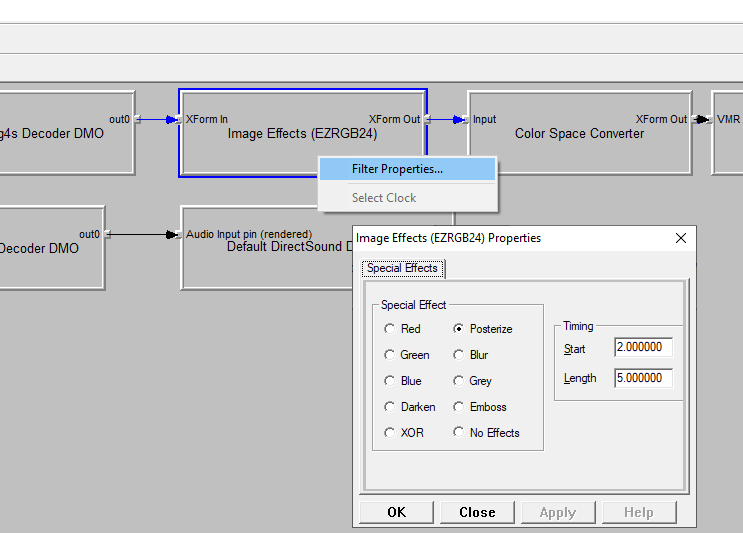 out0
XForm In
XForm Out
Input
XForm Out
VMR
g4s Decoder DMO
Image Effects (EZRGB24)
Color Space Converter
Filter Properties...
Select Clock
out0
Audio Input pin (rendered)
Decoder DMO
Default DirectSound D
Image Effects (EZRGB24) Properties
Special Effects
Special Effect
Red
Posterize
Green
Blur
Blue
Grey
Darken
Emboss
XOR
No Effects
Timing
Start
2.000000
Length
5.000000
OK
Close
Apply
Help